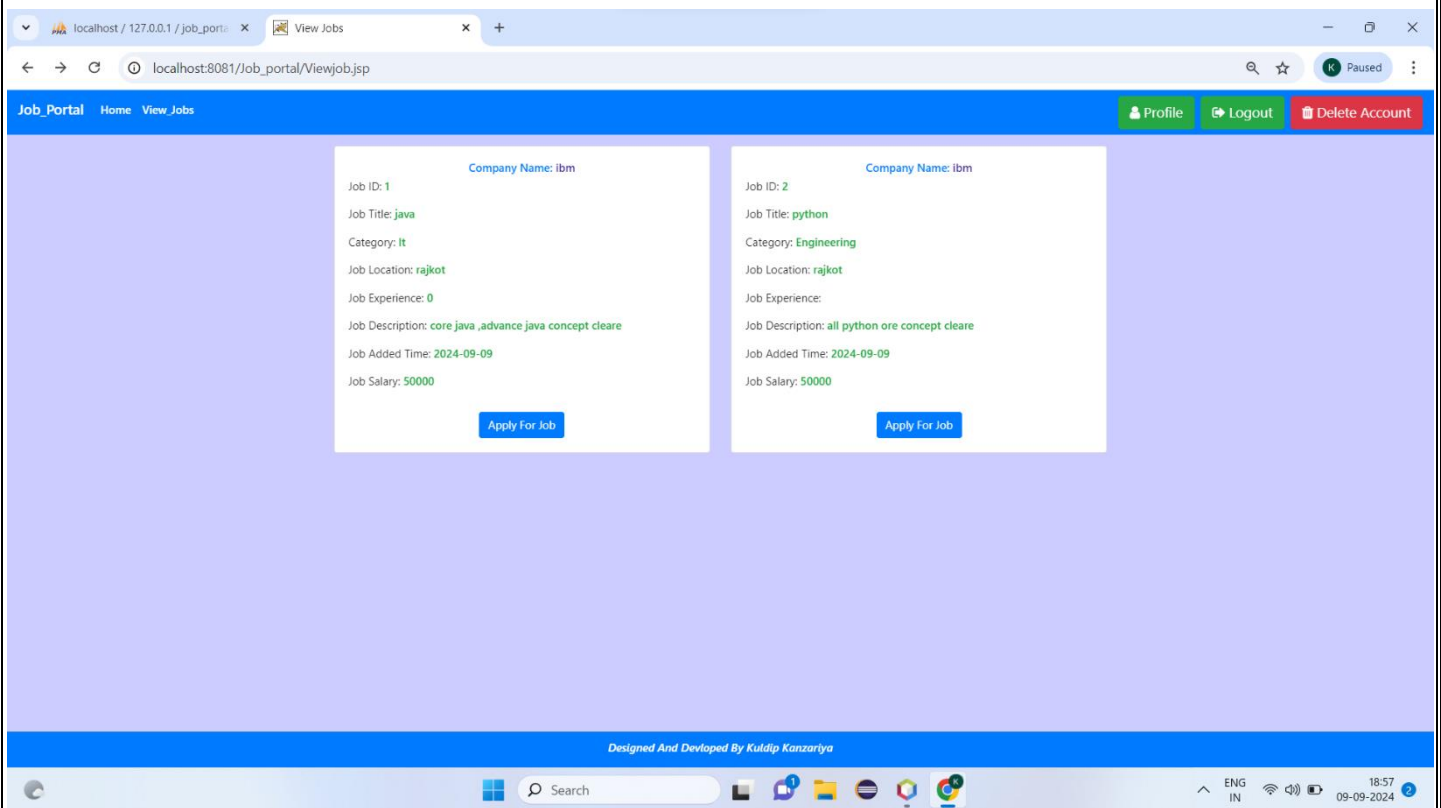 localhost / 127.0.0.1 / job_porta
View Jobs
localhost:8081/Job_portal/Viewjob.jsp
K Paused
Job_Portal Home View_Jobs
Profile Logout Delete Account
Company Name: ibm
Job ID: 1
Job Title: java
Category: It
Job Location: rajkot
Job Experience: 0
Job Description: core java ,advance java concept cleare
Job Added Time: 2024-09-09
Job Salary: 50000
Apply For Job
Company Name: ibm
Job ID: 2
Job Title: python
Category: Engineering
Job Location: rajkot
Job Experience:
Job Description: all python ore concept cleare
Job Added Time: 2024-09-09
Job Salary: 50000
Apply For Job
Designed And Devloped By Kuldip Kanzariya
Search
1
K
ENG
IN
18:57
09-09-2024
2